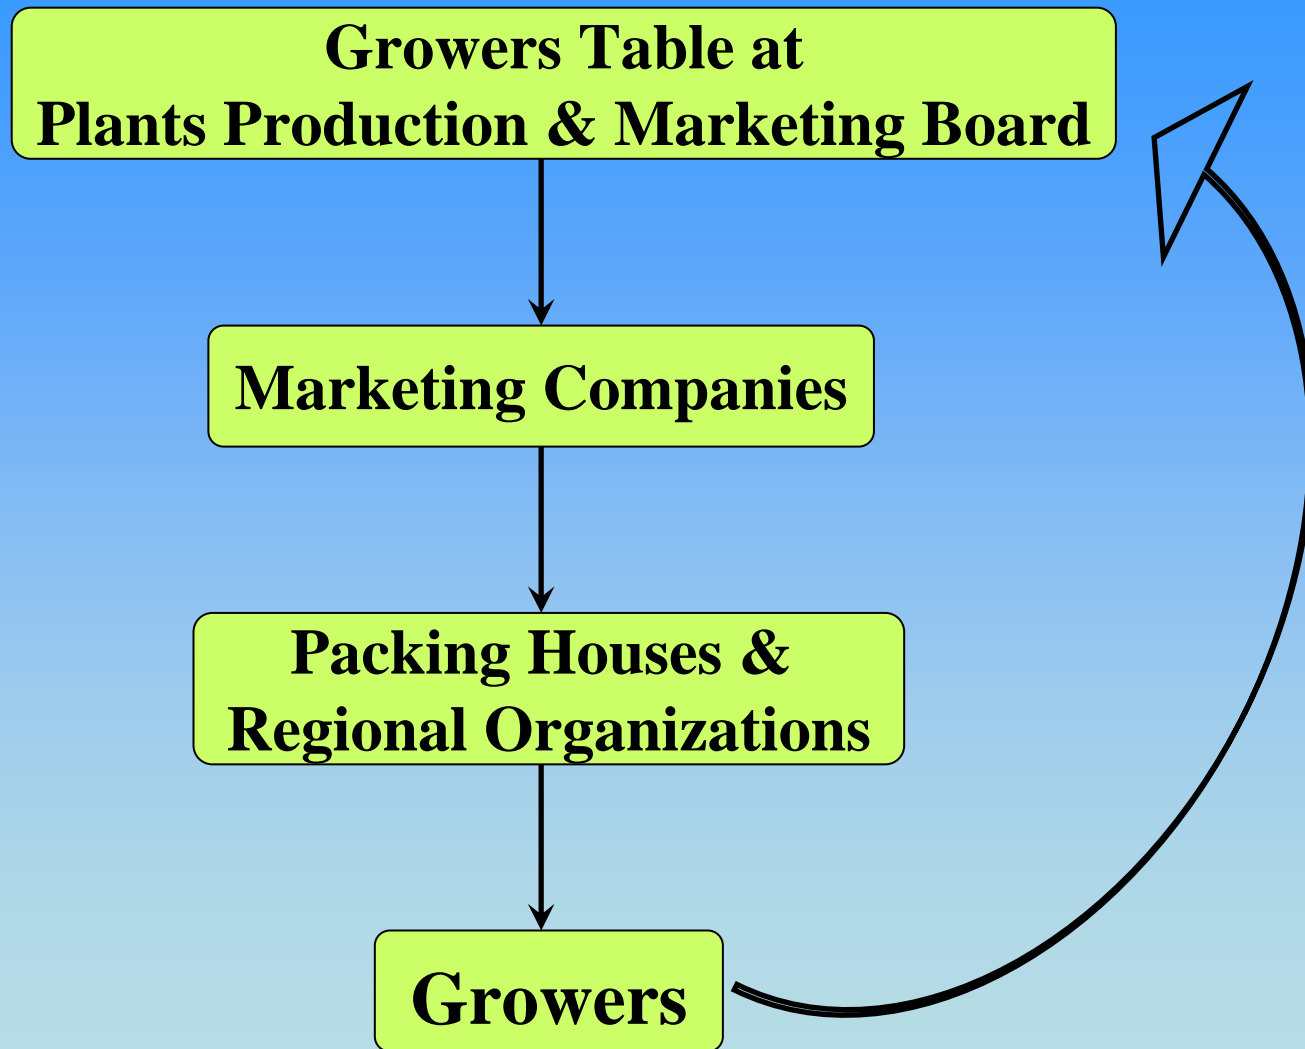 Growers Table at
Plants Production & Marketing Board
Marketing Companies
Packing Houses &
Regional Organizations
Growers